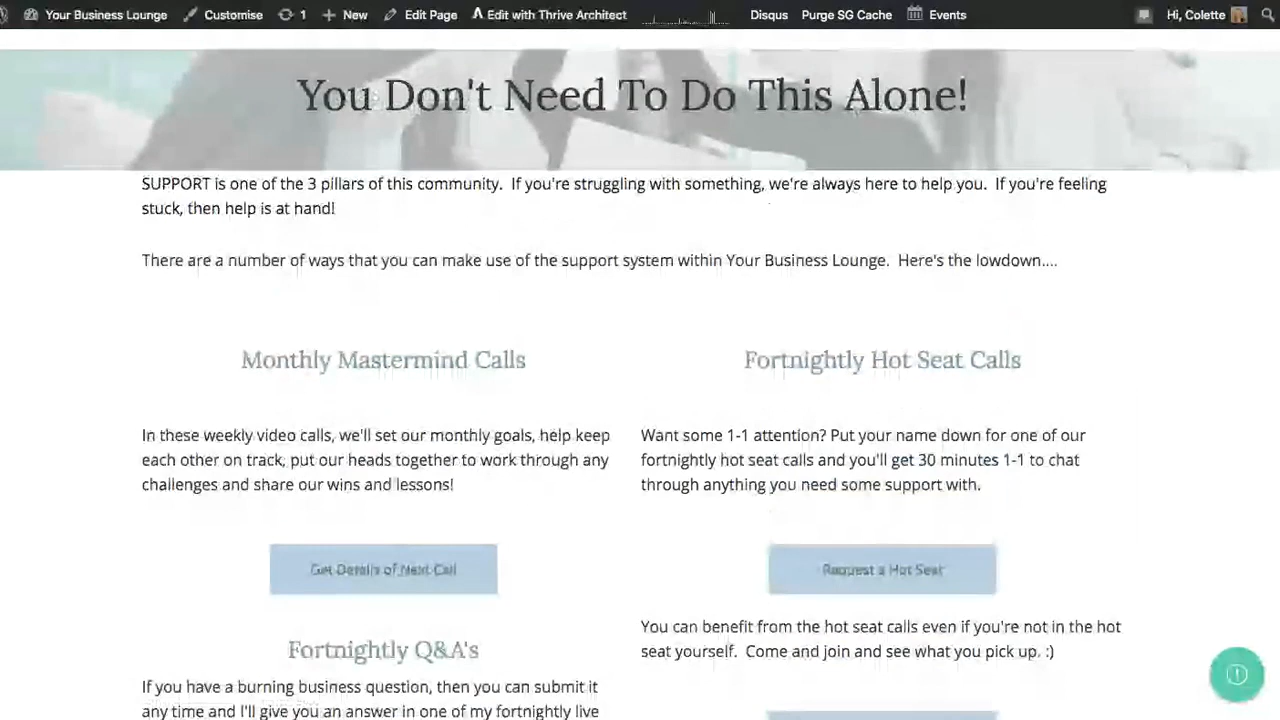 Your Business Lounge Customise 1 New Edit Page Edit with Thrive Architect Disqus Purge SG Cache Events Hi, Colette
You Don't Need To Do This Alone!
SUPPORT is one of the 3 pillars of this community. If you're struggling with something, we're always here to help you. If you're feeling
stuck, then help is at hand!
There are a number of ways that you can make use of the support system within Your Business Lounge. Here's the lowdown....
Monthly Mastermind Calls
In these weekly video calls, we'll set our monthly goals, help keep
each other on track, put our heads together to work through any
challenges and share our wins and lessons!
Get Details of Next Call
Fortnightly Q&A's
If you have a burning business question, then you can submit it
any time and I'll give you an answer in one of my fortnightly live
Fortnightly Hot Seat Calls
Want some 1-1 attention? Put your name down for one of our
fortnightly hot seat calls and you'll get 30 minutes 1-1 to chat
through anything you need some support with.
Request a Hot Seat
You can benefit from the hot seat calls even if you're not in the hot
seat yourself. Come and join and see what you pick up. :)